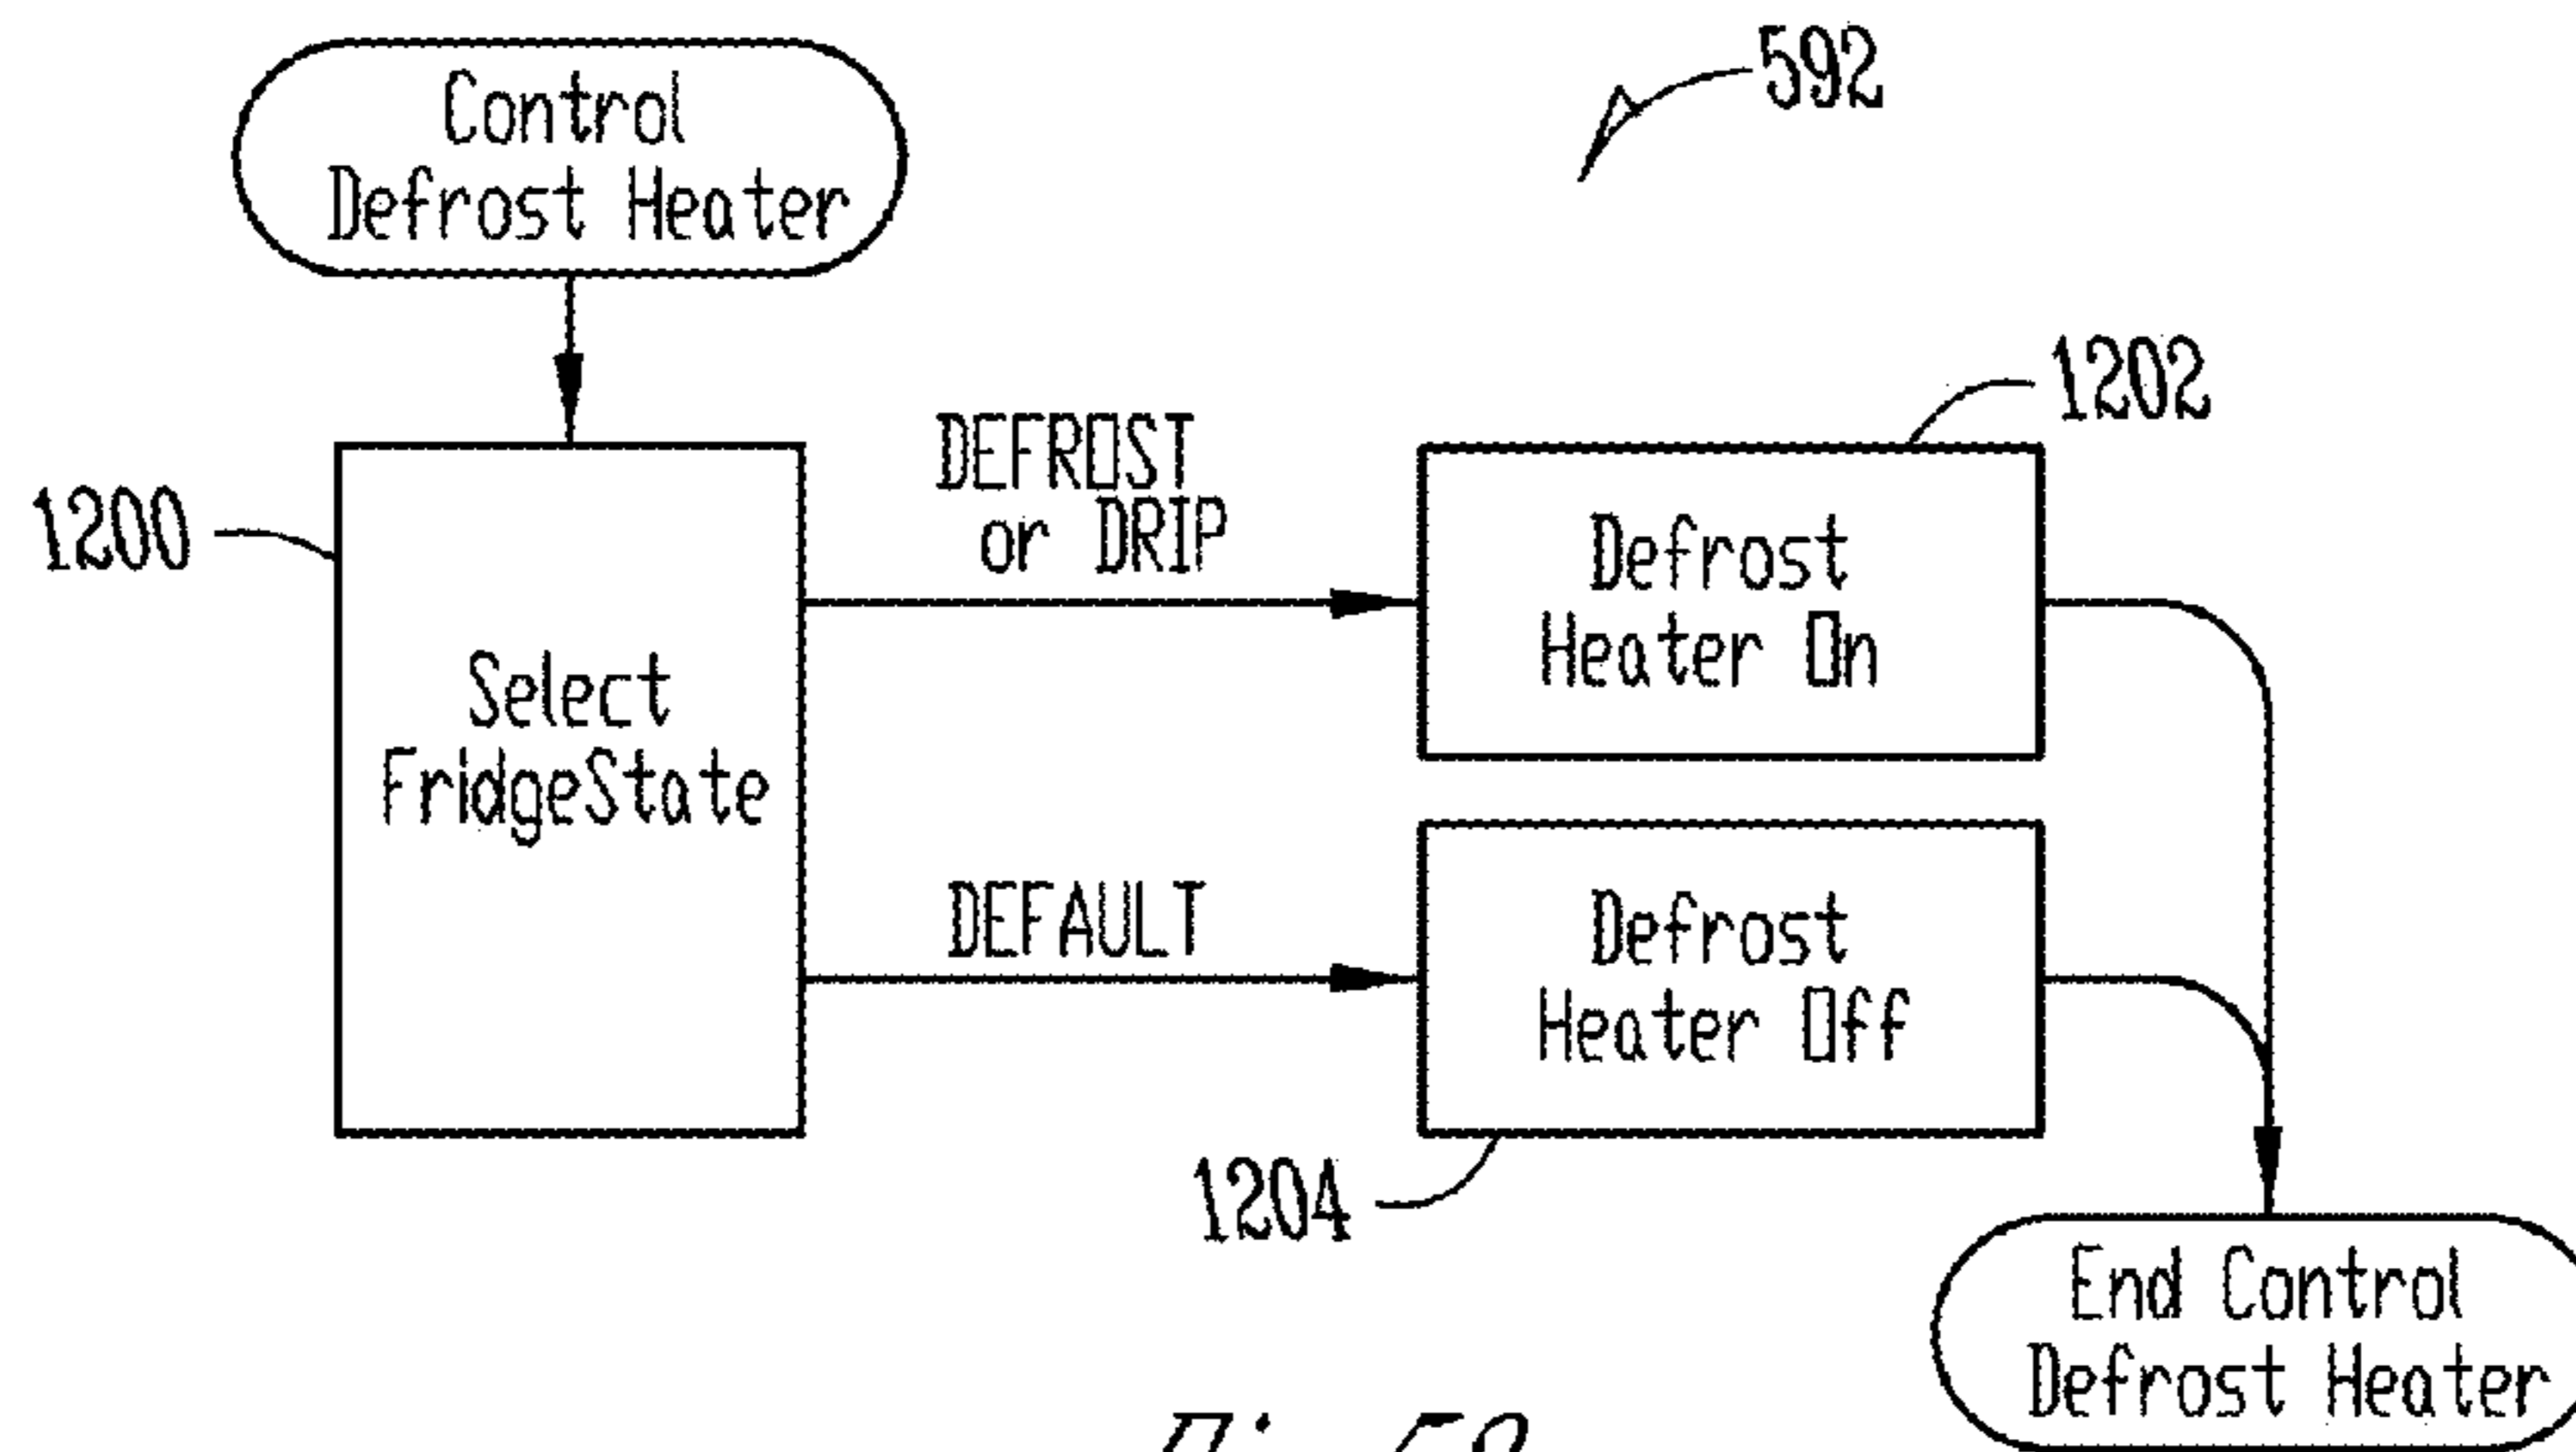 Control
Defrost Heater
592
1200
Select
FridgeState
DEFROST
or DRIP
1202
Defrost
Heater On
DEFAULT
Defrost
Heater Off
1204
End Control
Defrost Heater